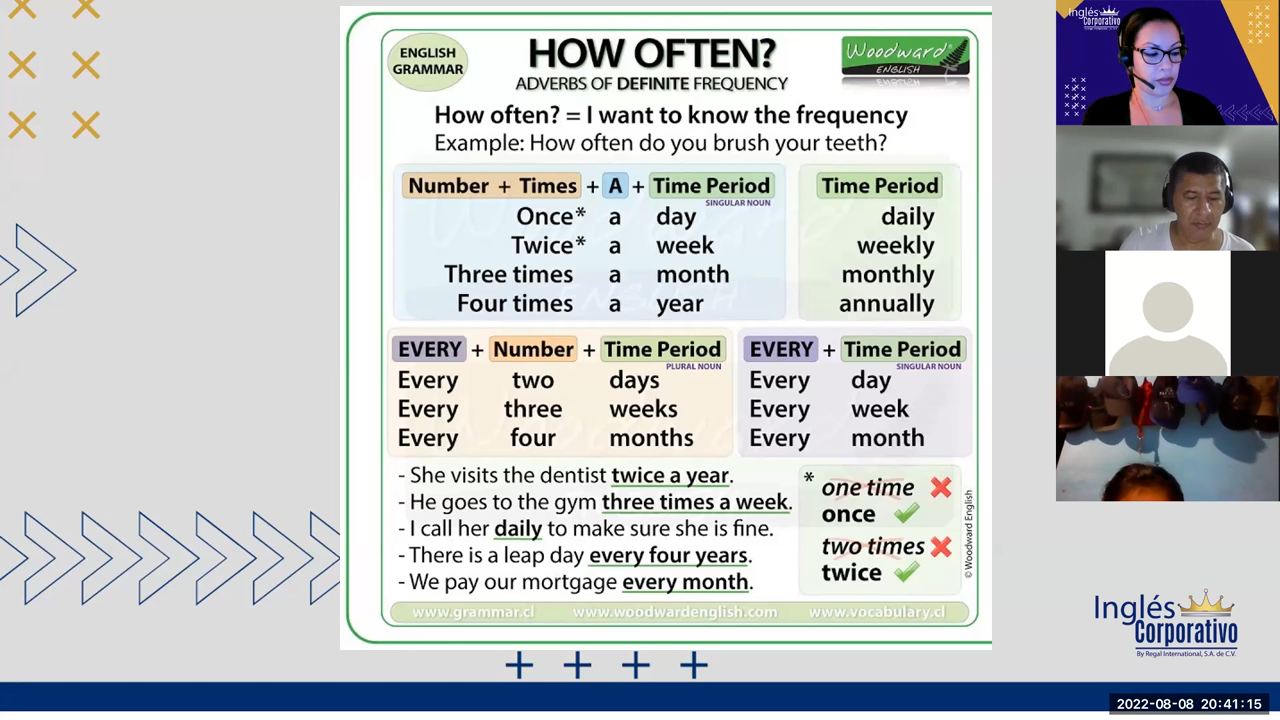 ENGLISH
GRAMMAR
HOW OFTEN?
ADVERBS OF DEFINITE FREQUENCY
Woodward®
ENGLISH
How often? = I want to know the frequency
Example: How often do you brush your teeth?
Number + Times + A + Time Period
SINGULAR NOUN
Once* a day
Twice* a week
Three times a month
Four times a year
Time Period
daily
weekly
monthly
annually
EVERY + Number + Time Period
PLURAL NOUN
Every two days
Every three weeks
Every four months
EVERY + Time Period
SINGULAR NOUN
Every day
Every week
Every month
- She visits the dentist twice a year.
- He goes to the gym three times a week.
- I call her daily to make sure she is fine.
- There is a leap day every four years.
- We pay our mortgage every month.
* one time
once
two times
twice
© Woodward English
www.grammar.cl www.woodwardenglish.com www.vocabulary.cl
Inglés
Corporativo
Inglés
Corporativo
By Regal International, S.A. de C.V.
2022-08-08 20:41:15